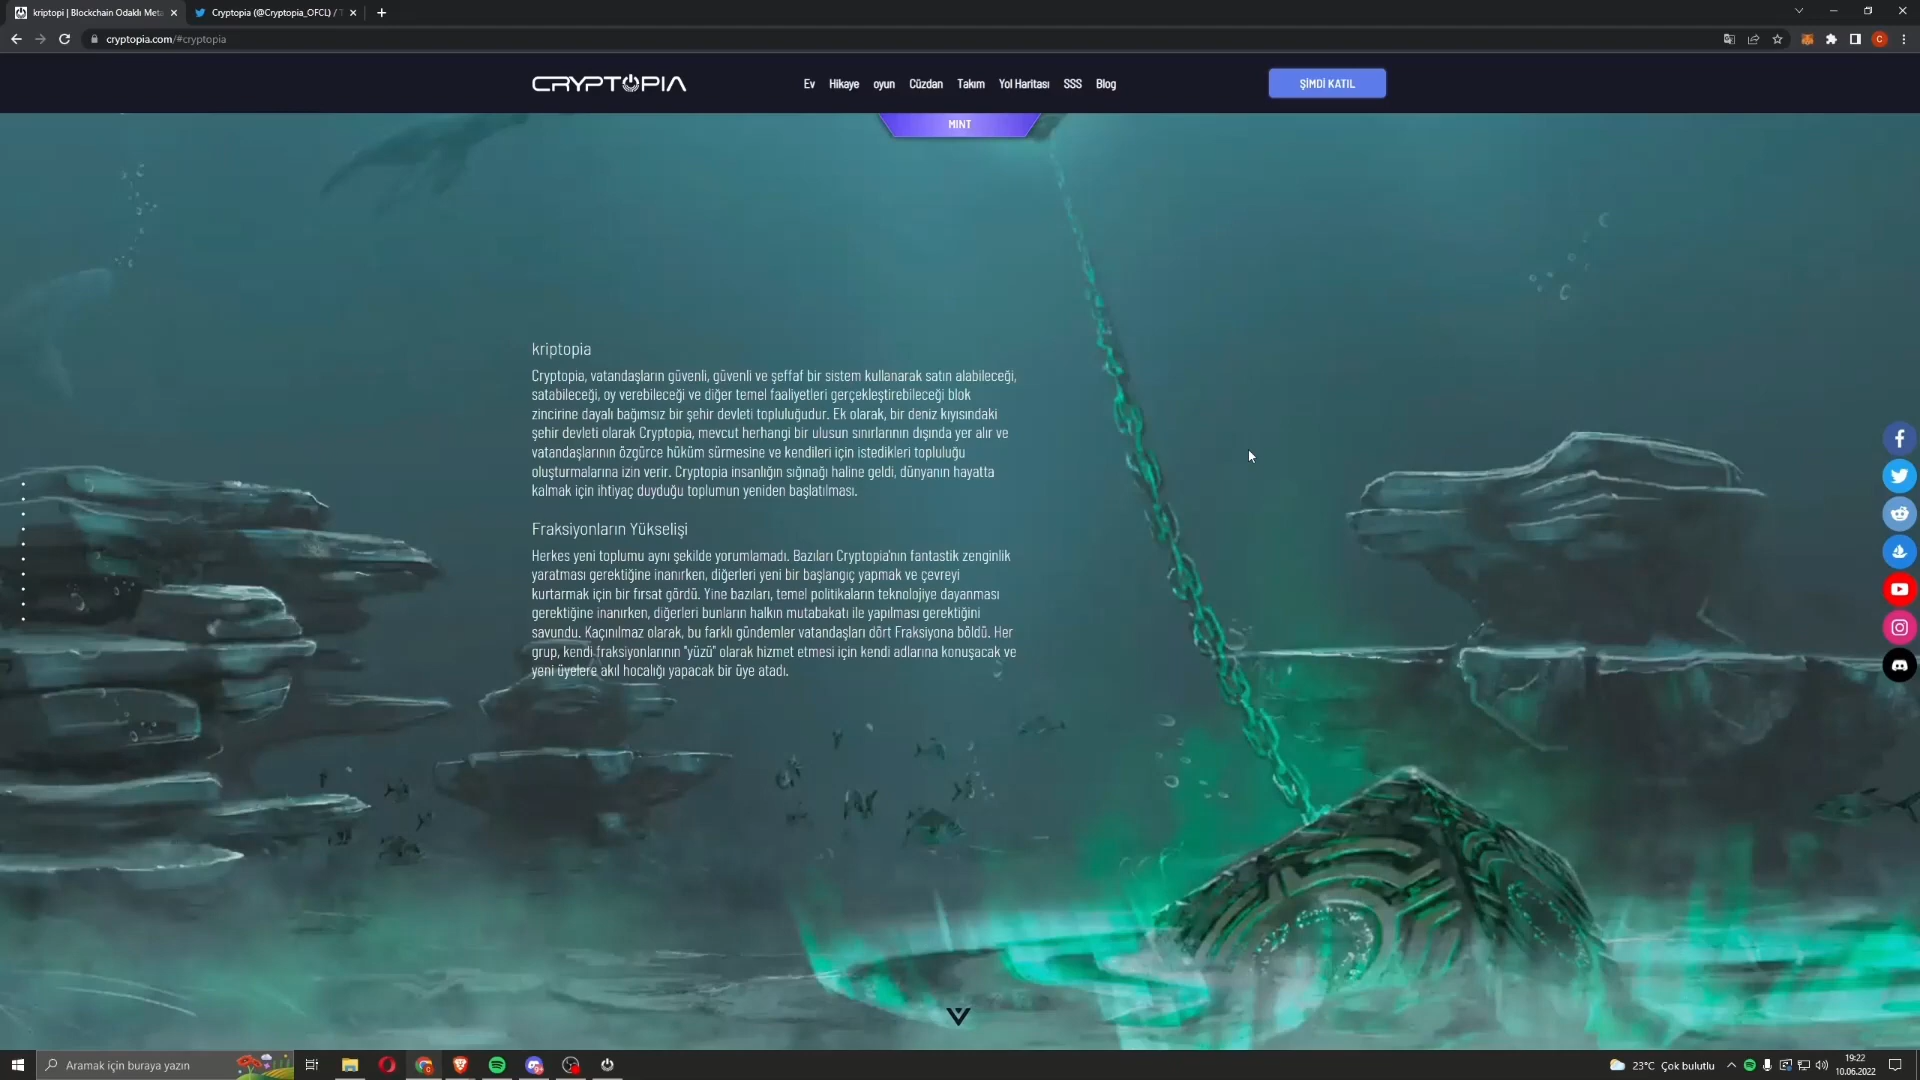 kriptopi | Blockchain Odaklı Meta
Cryptopia (@Cryptopia_OFCL) / T
cryptopia.com/#cryptopia
CRYPTOPIA
Ev Hikaye oyun Cüzdan Takım Yol Haritası SSS Blog
ŞİMDİ KATIL
MINT
kriptopia
Cryptopia, vatandaşların güvenli, güvenli ve şeffaf bir sistem kullanarak satın alabileceği,
satabileceği, oy verebileceği ve diğer temel faaliyetleri gerçekleştirebileceği blok
zincirine dayalı bağımsız bir şehir devleti topluluğudur. Ek olarak, bir deniz kıyısındaki
şehir devleti olarak Cryptopia, mevcut herhangi bir ulusun sınırlarının dışında yer alır ve
vatandaşlarının özgürce hüküm sürmesine ve kendileri için istedikleri topluluğu
oluşturmalarına izin verir. Cryptopia insanlığın sığınağı haline geldi, dünyanın hayatta
kalmak için ihtiyaç duyduğu toplumun yeniden başlatılması.
Fraksiyonların Yükselişi
Herkes yeni toplumu aynı şekilde yorumlamadı. Bazıları Cryptopia'nın fantastik zenginlik
yaratması gerektiğine inanırken, diğerleri yeni bir başlangıç yapmak ve çevreyi
kurtarmak için bir fırsat gördü. Yine bazıları, temel politikaların teknolojiye dayanması
gerektiğine inanırken, diğerleri bunların halkın mutabakatı ile yapılması gerektiğini
savundu. Kaçınılmaz olarak, bu farklı gündemler vatandaşları dört Fraksiyona böldü. Her
grup, kendi fraksiyonlarının "yüzü" olarak hizmet etmesi için kendi adlarına konuşacak ve
yeni üyelere akıl hocalığı yapacak bir üye atadı.
Aramak için buraya yazın
23°C Çok bulutlu
19:22
10.06.2022